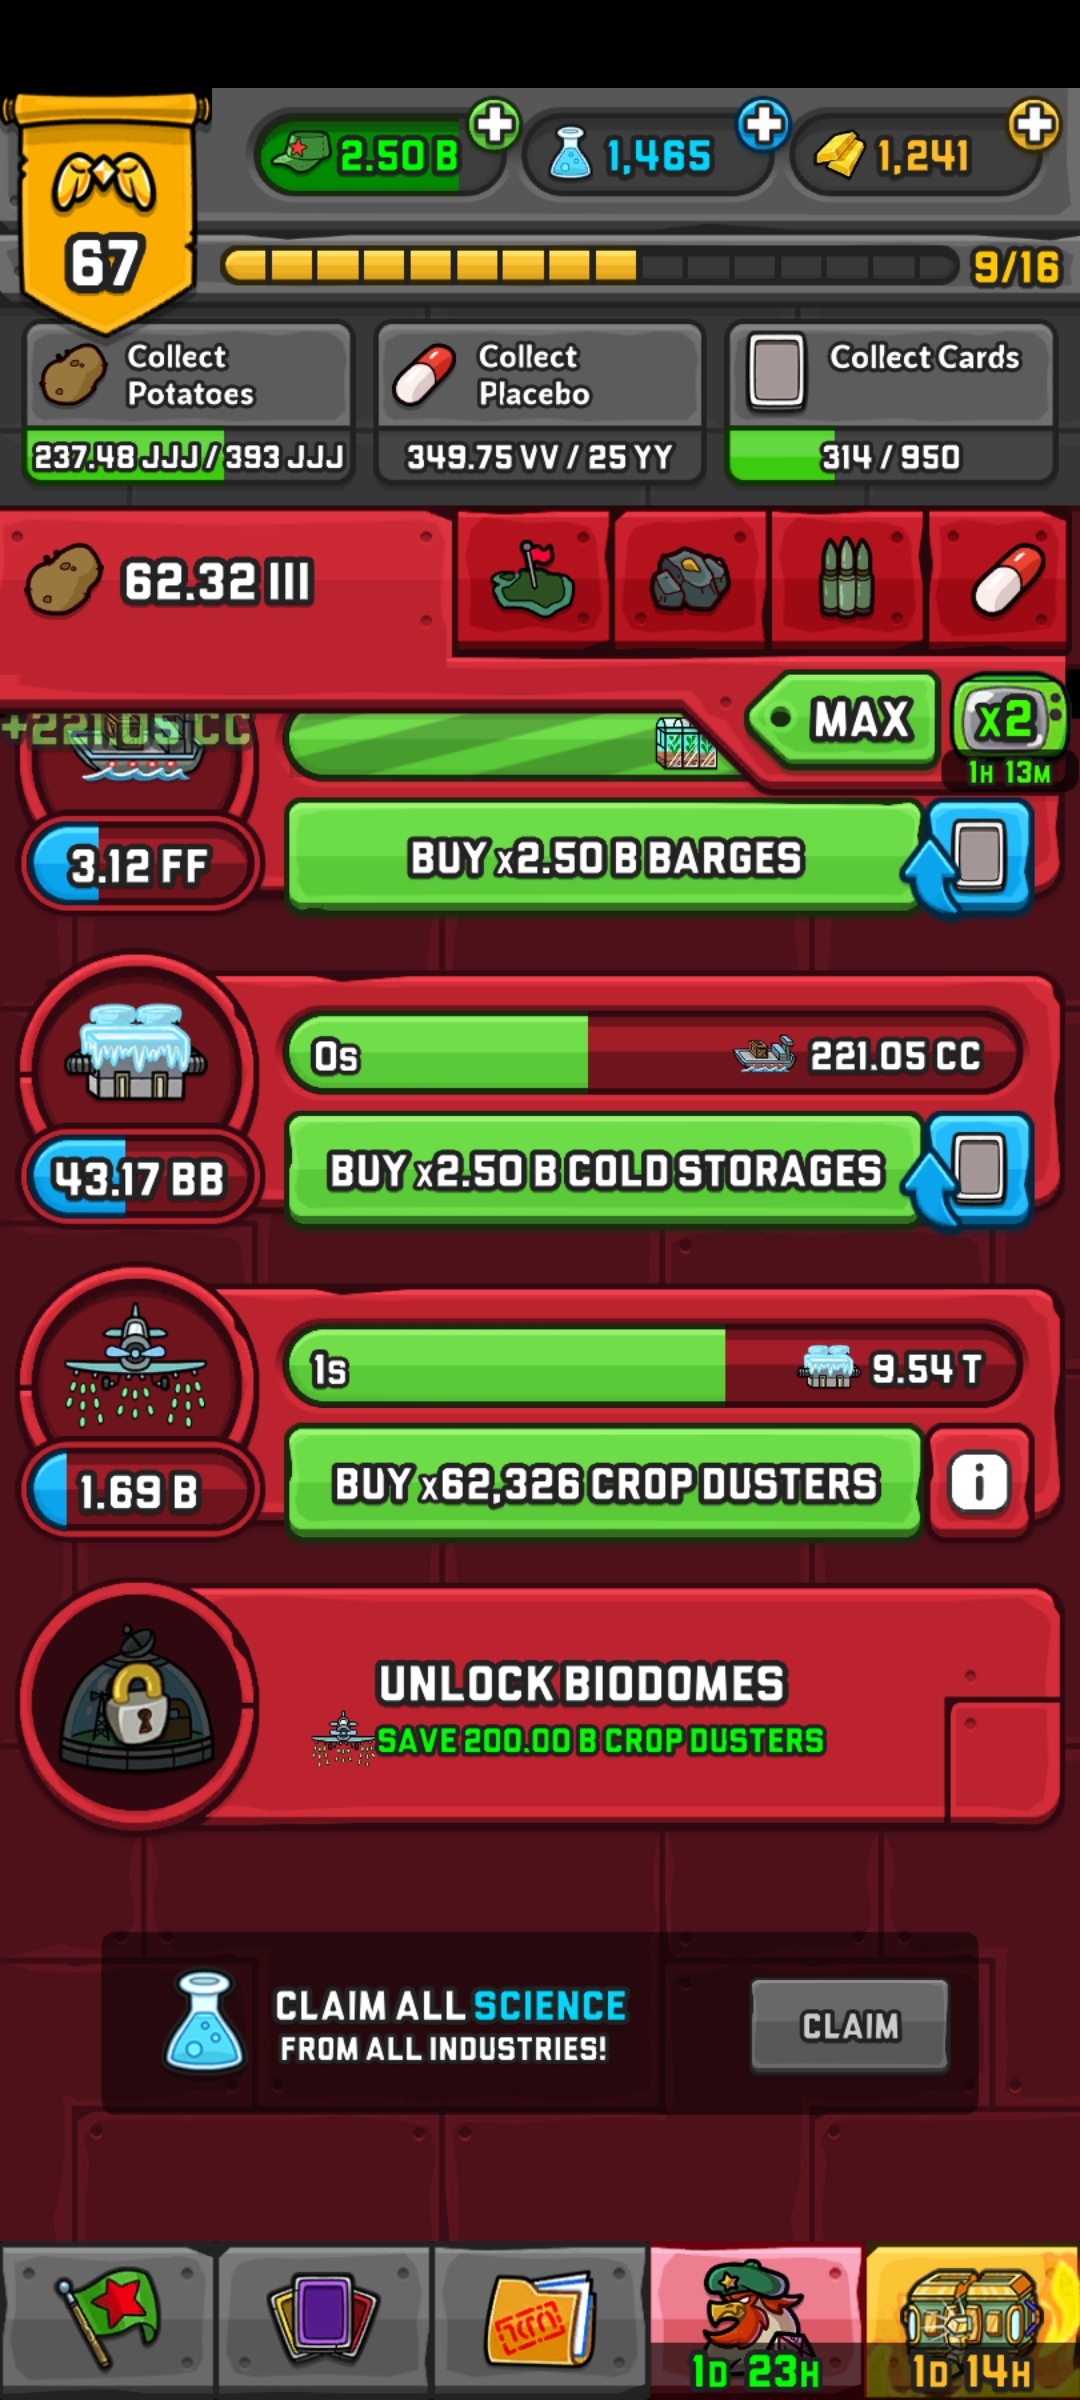 2.50 B
1,465
1,241
67
9/16
Collect
Potatoes
Collect
Placebo
Collect Cards
237.48 JJJ / 393 JJJ
349.75 VV / 25 YY
314 / 950
62.32 III
+221.05 CC
MAX
x2
1H 13M
3.12 FF
BUY x2.50 B BARGES
0s
221.05 CC
43.17 BB
BUY x2.50 B COLD STORAGES
1s
9.54 T
1.69 B
BUY x62,326 CROP DUSTERS
i
UNLOCK BIODOMES
SAVE 200.00 B CROP DUSTERS
CLAIM ALL SCIENCE
FROM ALL INDUSTRIES!
CLAIM
1D 23H
1D 14H